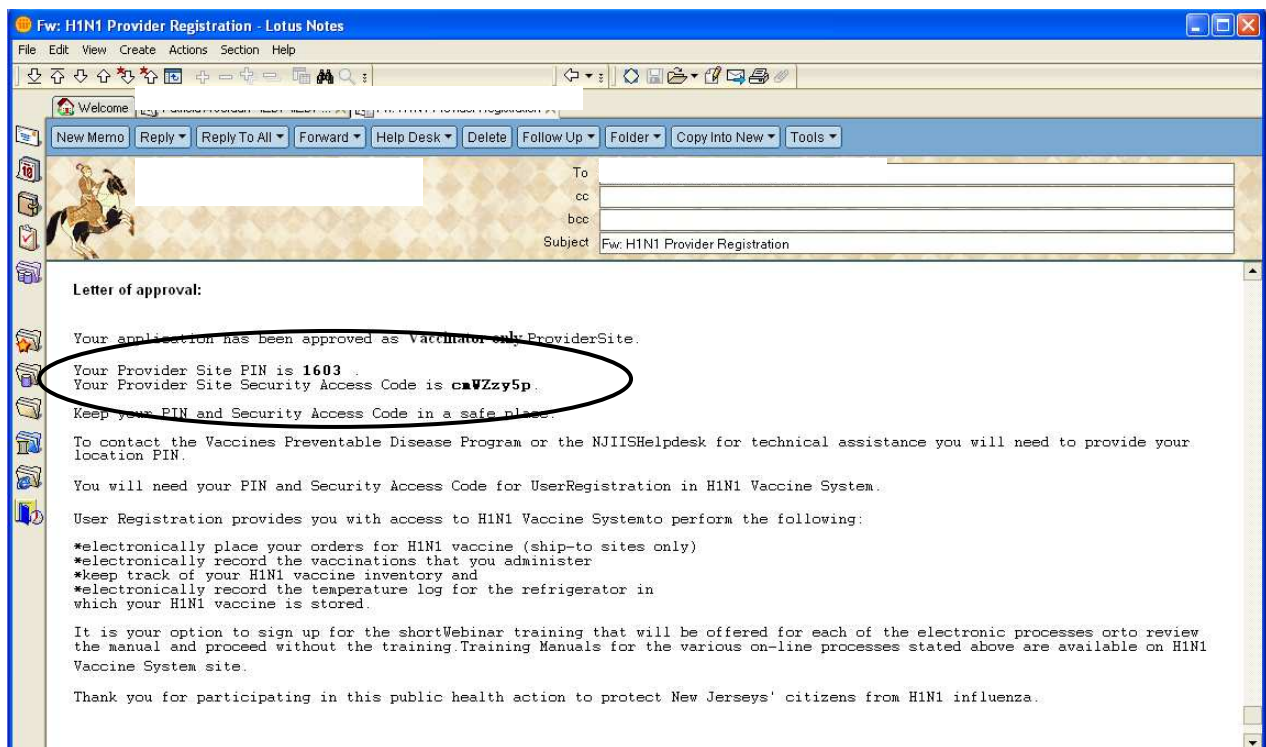 Fw: H1N1 Provider Registration - Lotus Notes
File Edit View Create Actions Section Help
Welcome
New Memo Reply Reply To All Forward Help Desk Delete Follow Up Folder Copy Into New Tools
To
cc
bcc
Subject Fw: H1N1 Provider Registration
Letter of approval:
Your application has been approved as Vaccinator only ProviderSite.
Your Provider Site PIN is 1603 .
Your Provider Site Security Access Code is cmWZzy5p.
Keep your PIN and Security Access Code in a safe place.
To contact the Vaccines Preventable Disease Program or the NJIISHelpdesk for technical assistance you will need to provide your
location PIN.
You will need your PIN and Security Access Code for UserRegistration in H1N1 Vaccine System.
User Registration provides you with access to H1N1 Vaccine Systemto perform the following:
*electronically place your orders for H1N1 vaccine (ship-to sites only)
*electronically record the vaccinations that you administer
*keep track of your H1N1 vaccine inventory and
*electronically record the temperature log for the refrigerator in
which your H1N1 vaccine is stored.
It is your option to sign up for the shortWebinar training that will be offered for each of the electronic processes orto review
the manual and proceed without the training.Training Manuals for the various on-line processes stated above are available on H1N1
Vaccine System site.
Thank you for participating in this public health action to protect New Jerseys' citizens from H1N1 influenza.